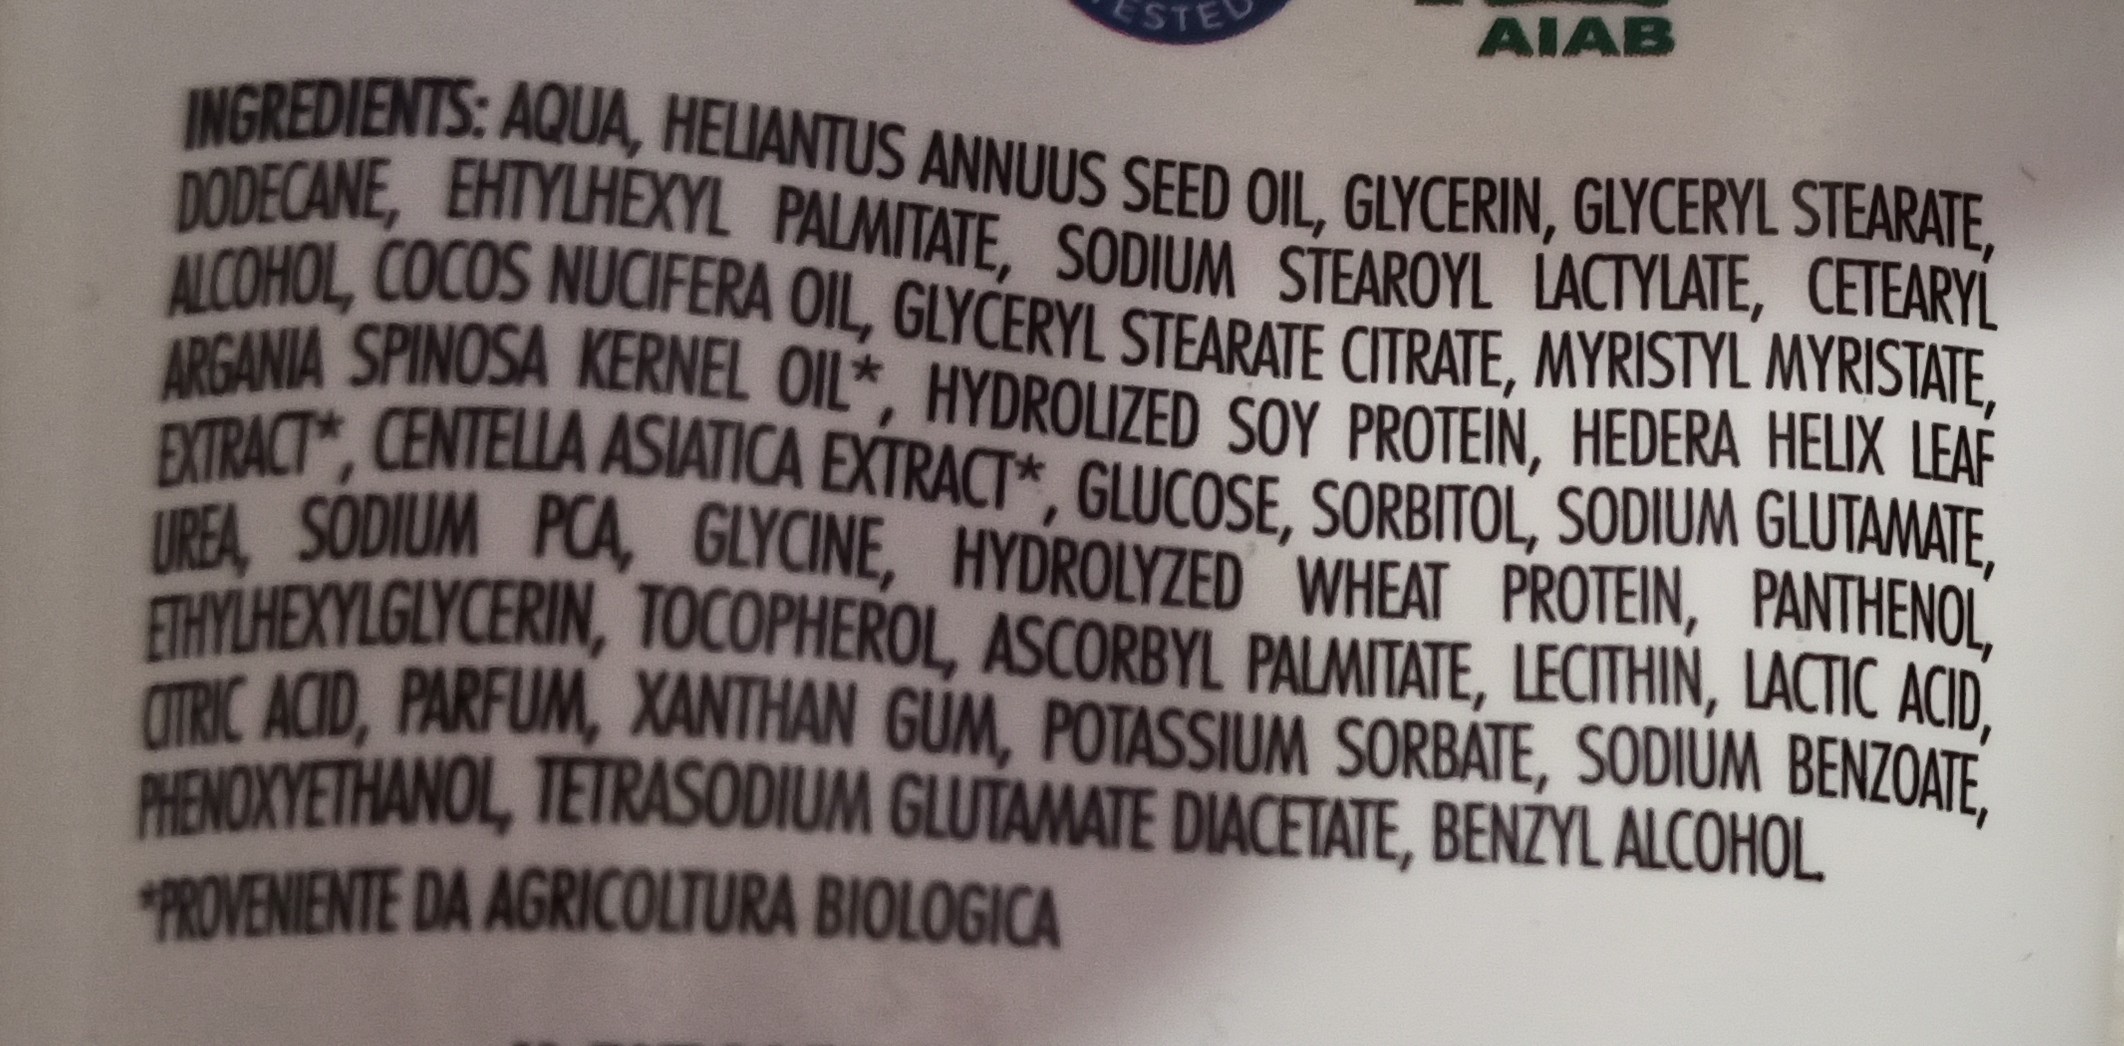 TESTED
AIAB
INGREDIENTS: AQUA, HELIANTUS ANNUUS SEED OIL, GLYCERIN, GLYCERYL STEARATE,
DODECANE, EHTYLHEXYL PALMITATE, SODIUM STEAROYL LACTYLATE, CETEARYL
ALCOHOL, COCOS NUCIFERA OIL, GLYCERYL STEARATE CITRATE, MYRISTYL MYRISTATE,
ARGANIA SPINOSA KERNEL OIL*, HYDROLIZED SOY PROTEIN, HEDERA HELIX LEAF
EXTRACT*, CENTELLA ASIATICA EXTRACT*, GLUCOSE, SORBITOL, SODIUM GLUTAMATE,
UREA, SODIUM PCA, GLYCINE, HYDROLYZED WHEAT PROTEIN, PANTHENOL,
ETHYLHEXYLGLYCERIN, TOCOPHEROL, ASCORBYL PALMITATE, LECITHIN, LACTIC ACID,
CITRIC ACID, PARFUM, XANTHAN GUM, POTASSIUM SORBATE, SODIUM BENZOATE,
PHENOXYETHANOL, TETRASODIUM GLUTAMATE DIACETATE, BENZYL ALCOHOL.
*PROVENIENTE DA AGRICOLTURA BIOLOGICA